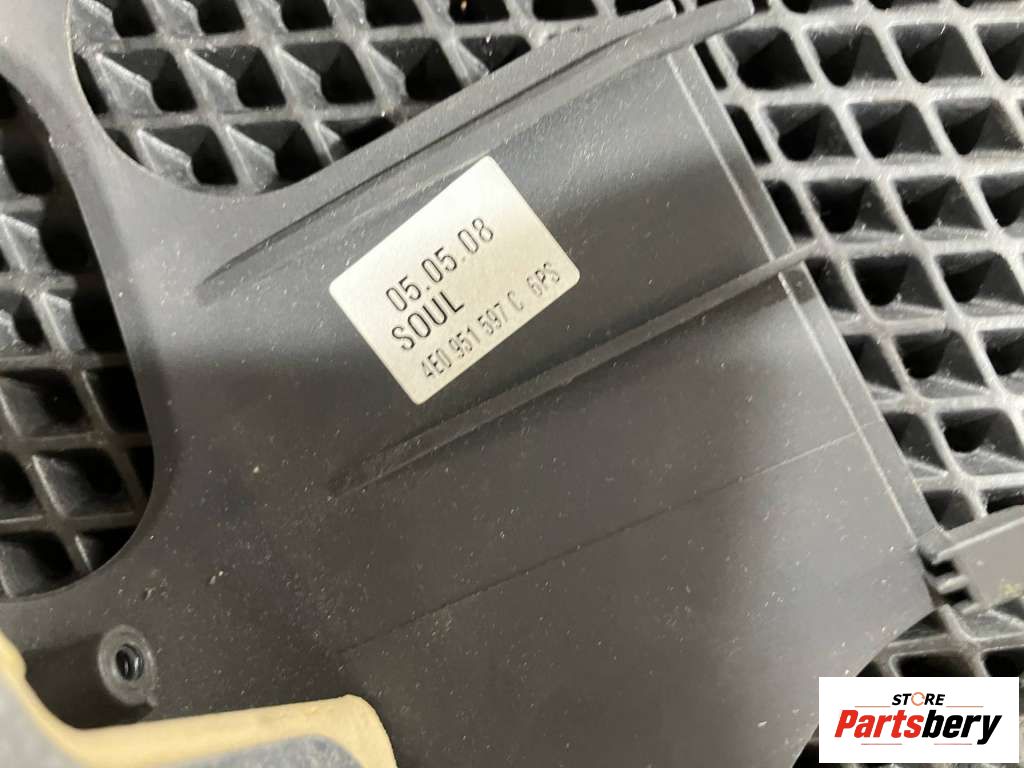 05.05.08
SOUL
4E0 951 597 C 6PS
STORE
Partsbery